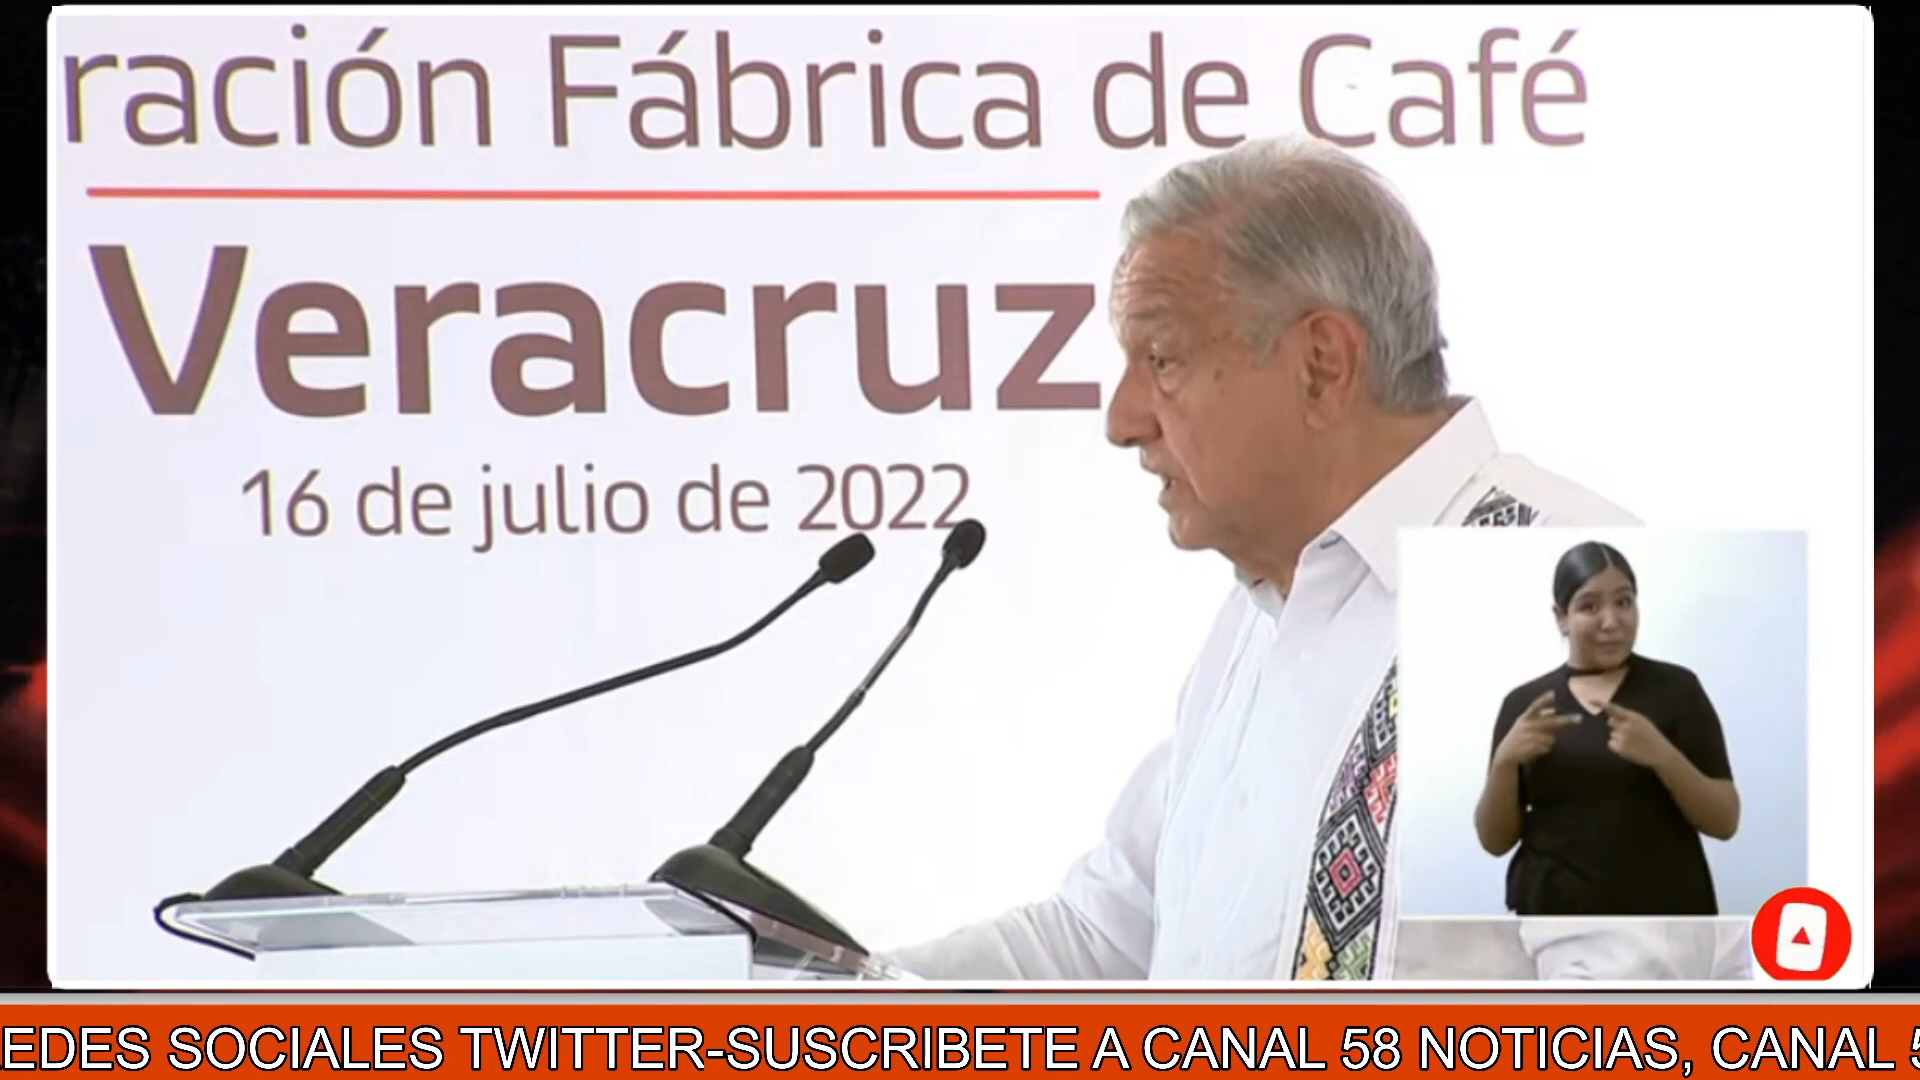 ración Fábrica de Café
Veracruz
16 de julio de 2022
EDES SOCIALES TWITTER-SUSCRIBETE A CANAL 58 NOTICIAS, CANAL 5